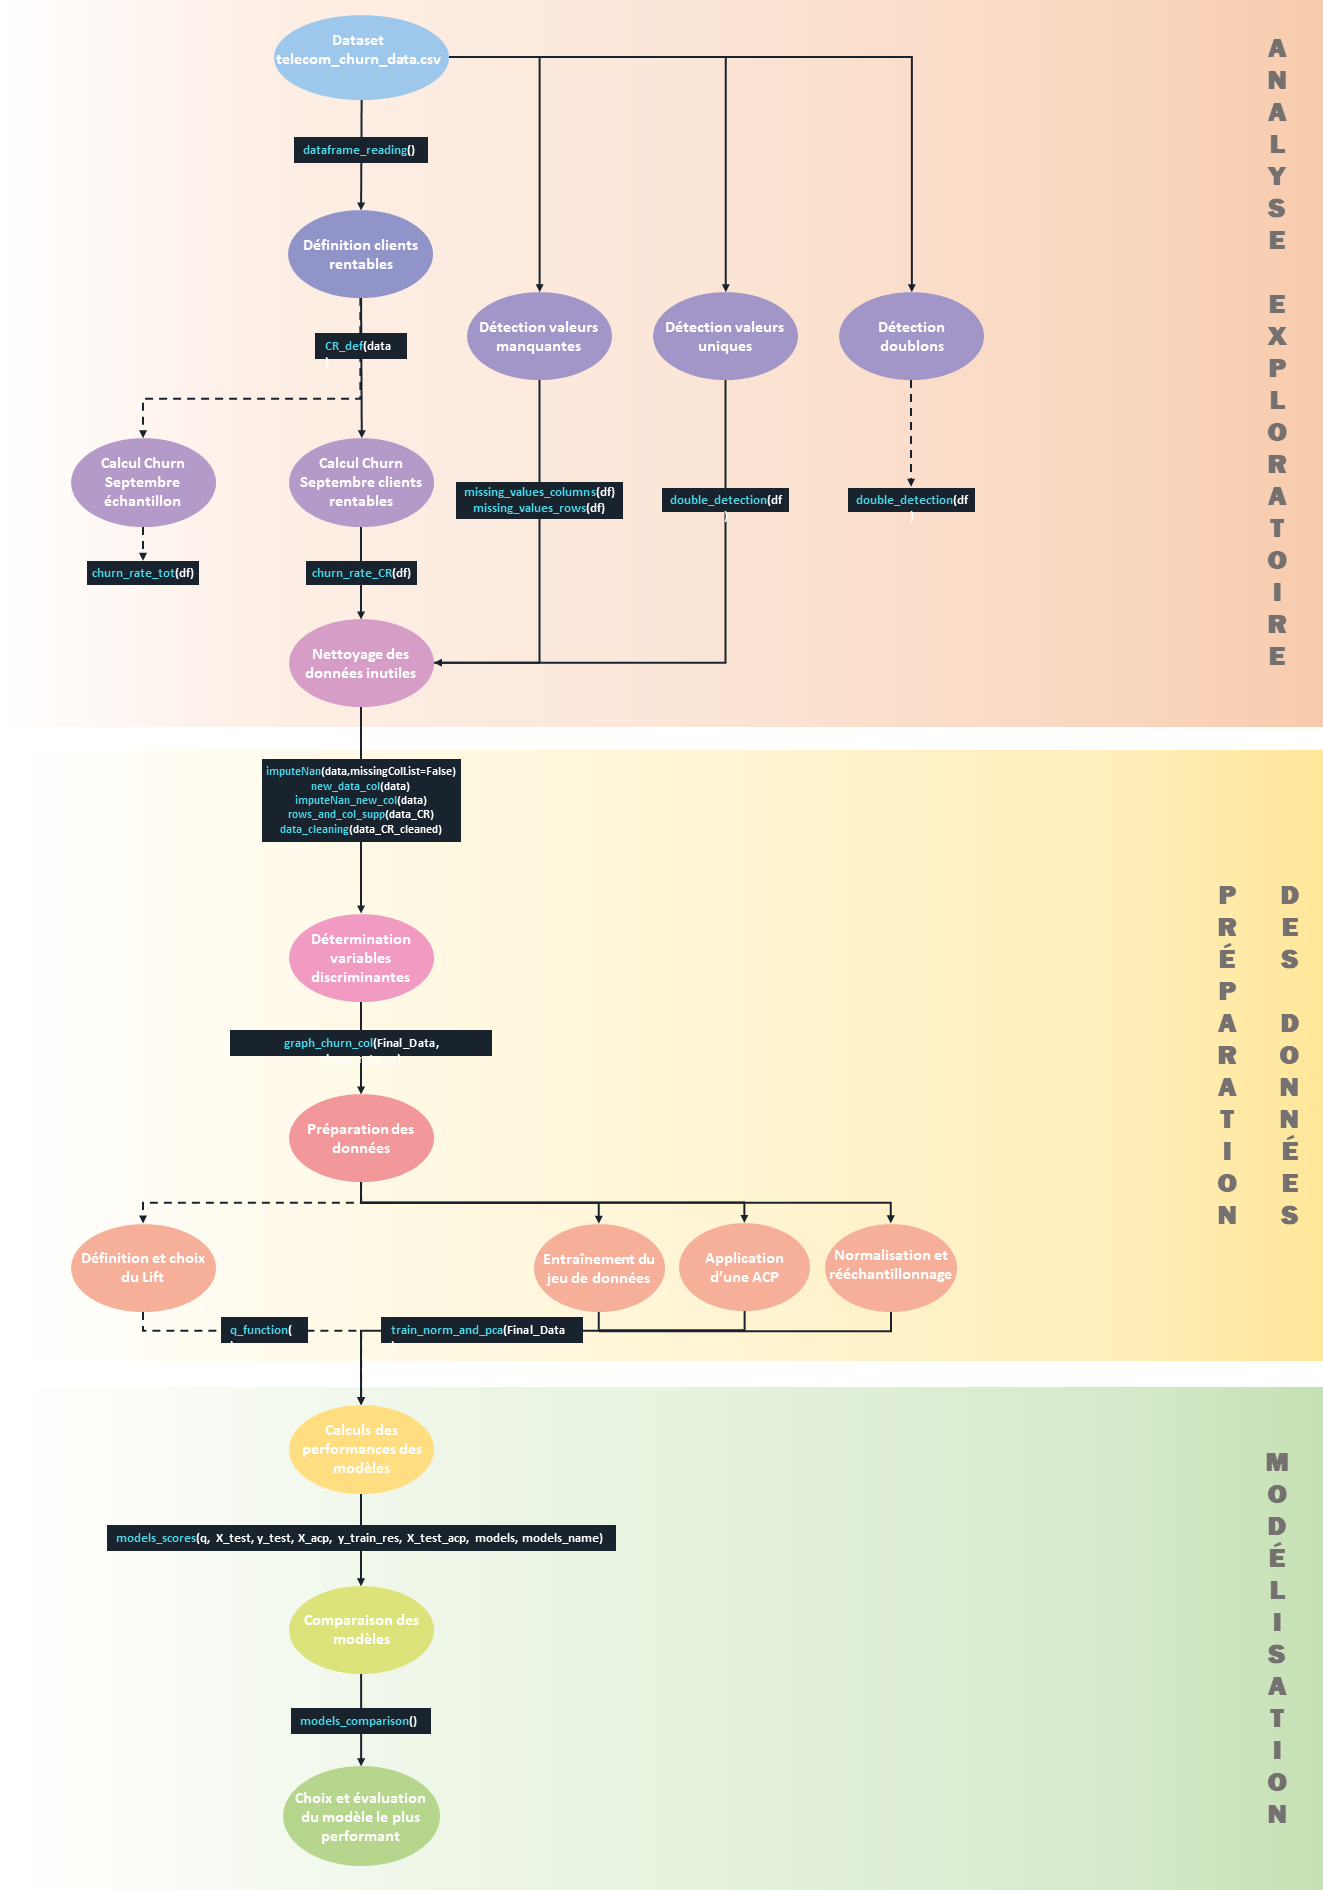 Dataset
telecom_churn_data.csv
dataframe_reading()
Définition clients
rentables
CR_def(data
)
Détection valeurs
manquantes
Détection valeurs
uniques
Détection
doublons
Calcul Churn
Septembre
échantillon
Calcul Churn
Septembre clients
rentables
missing_values_columns(df)
missing_values_rows(df)
double_detection(df
)
double_detection(df
)
churn_rate_tot(df)
churn_rate_CR(df)
Nettoyage des
données inutiles
ANALYSE EXPLORATOIRE
imputeNan(data,missingColList=False)
new_data_col(data)
imputeNan_new_col(data)
rows_and_col_supp(data_CR)
data_cleaning(data_CR_cleaned)
Détermination
variables
discriminantes
graph_churn_col(Final_Data,
Préparation des
données
Définition et choix
du Lift
Entraînement du
jeu de données
Application
d’une ACP
Normalisation et
rééchantillonnage
q_function(
)
train_norm_and_pca(Final_Data
)
PRÉPARATION
DES DONNÉES
Calculs des
performances des
modèles
models_scores(q, X_test, y_test, X_acp, y_train_res, X_test_acp, models, models_name)
Comparaison des
modèles
models_comparison()
Choix et évaluation
du modèle le plus
performant
MODÉLISATION